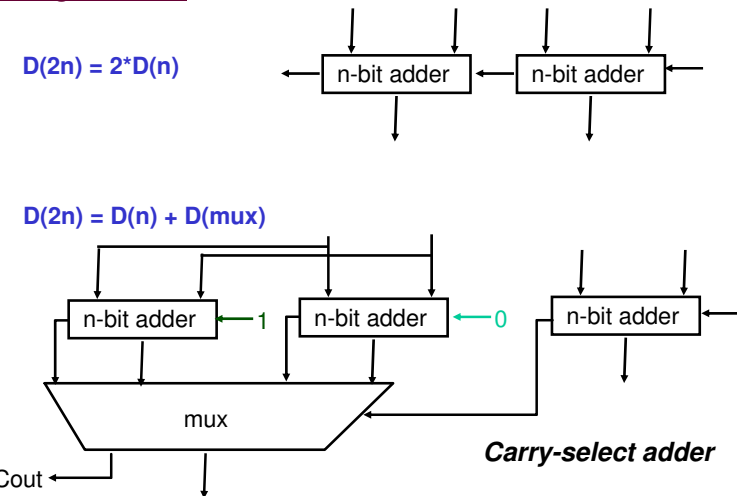 D(2n) = 2*D(n)
n-bit adder
n-bit adder
D(2n) = D(n) + D(mux)
n-bit adder
1
n-bit adder
0
n-bit adder
mux
Carry-select adder
Cout